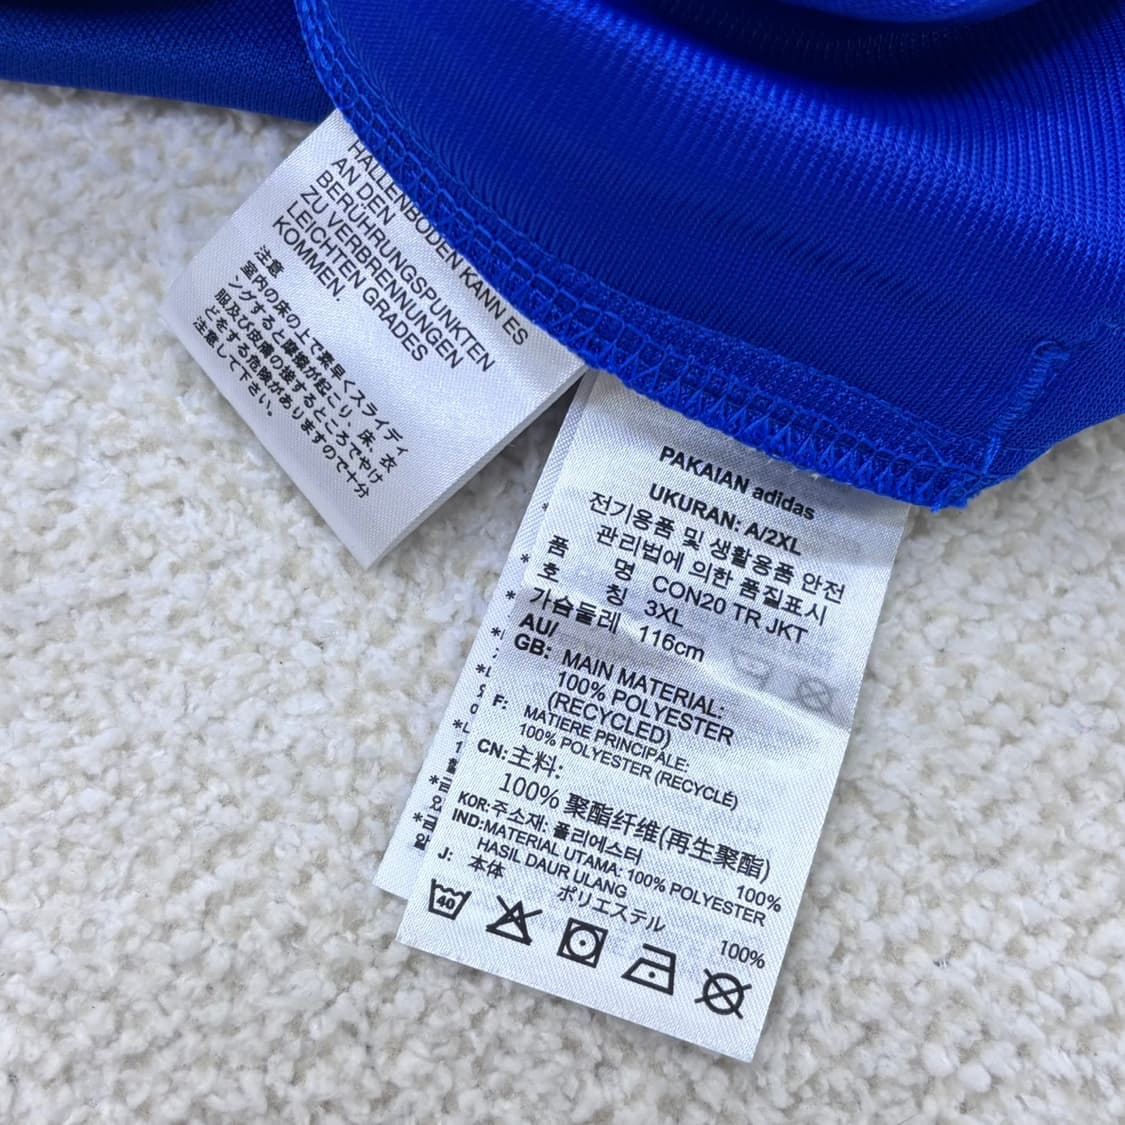 HALLENBODEN KANN ES
AN DEN
BERÜHRUNGSPUNKTEN
ZU VERBRENNUNGEN
LEICHTEN GRADES
KOMMEN.
注意
室内の床の上で素早くスライディ
ングすると摩擦が起こり、床、衣
服及び皮膚の接するところでやけ
どをする危険がありますので十分
注意して下さい。
PAKAIAN adidas
UKURAN: A/2XL
전기용품 및 생활용품 안전
관리법에 의한 품질표시
품 명 CON20 TR JKT
호 칭 3XL
가슴둘레 116cm
AU/
GB: MAIN MATERIAL:
100% POLYESTER
(RECYCLED)
F: MATIERE PRINCIPALE:
100% POLYESTER (RECYCLÉ)
CN: 主料:
100% 聚酯纤维(再生聚酯)
KOR: 주소재: 폴리에스터 100%
IND: MATERIAL UTAMA: 100% POLYESTER
HASIL DAUR ULANG
J: 本体 ポリエステル 100%
40